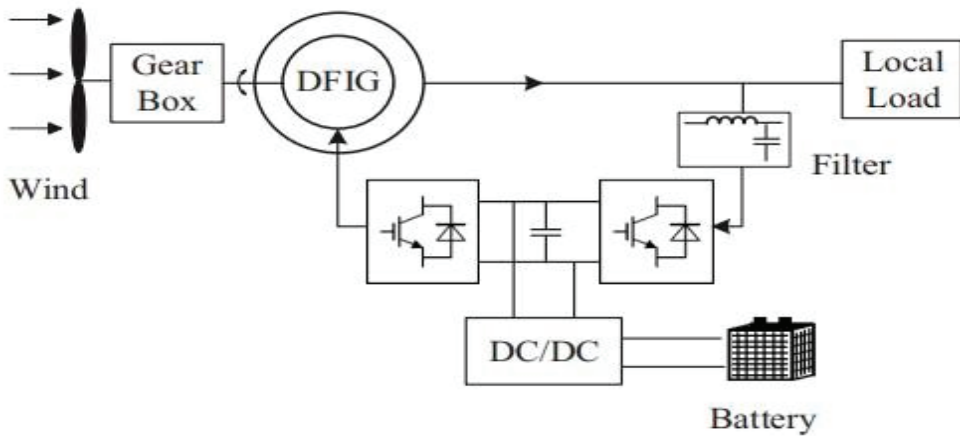 Gear
Box
DFIG
Local
Load
Wind
Filter
DC/DC
Battery